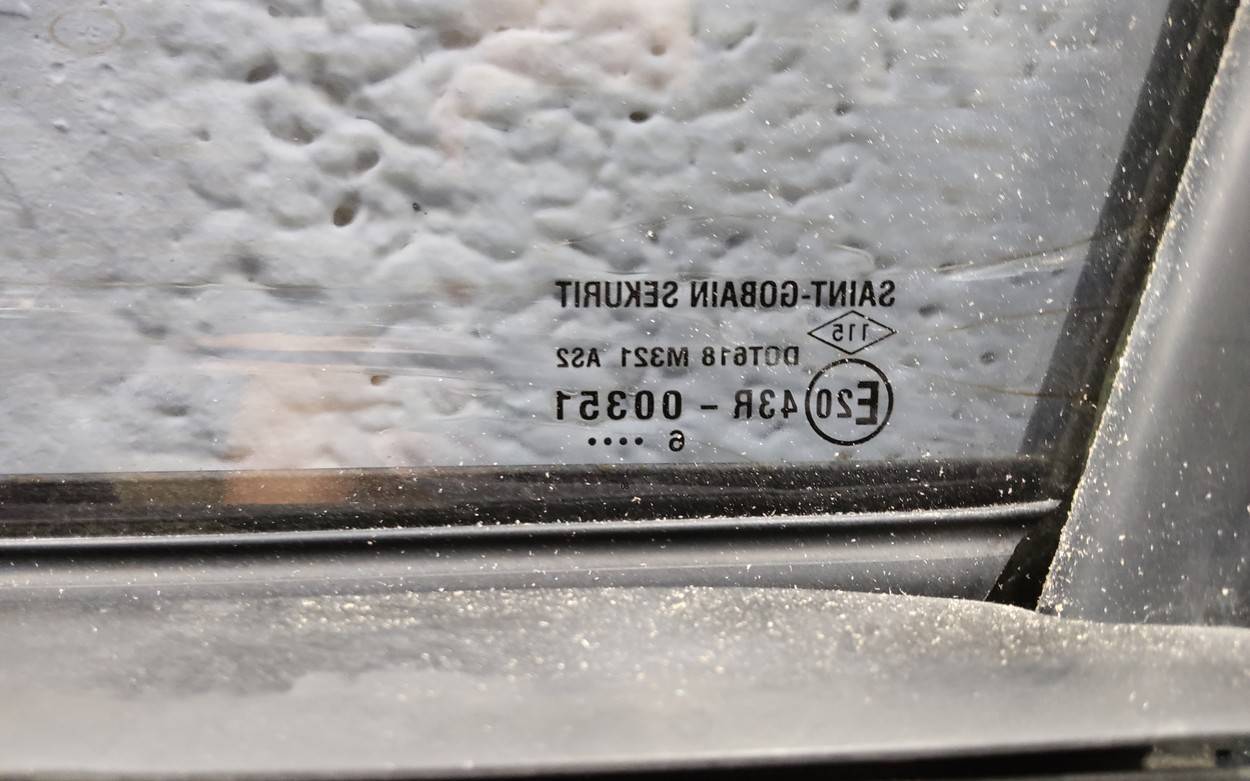 SAINT-GOBAIN SEKURIT
115
DOT618 M321 AS2
E20 43R - 00351
6 ....